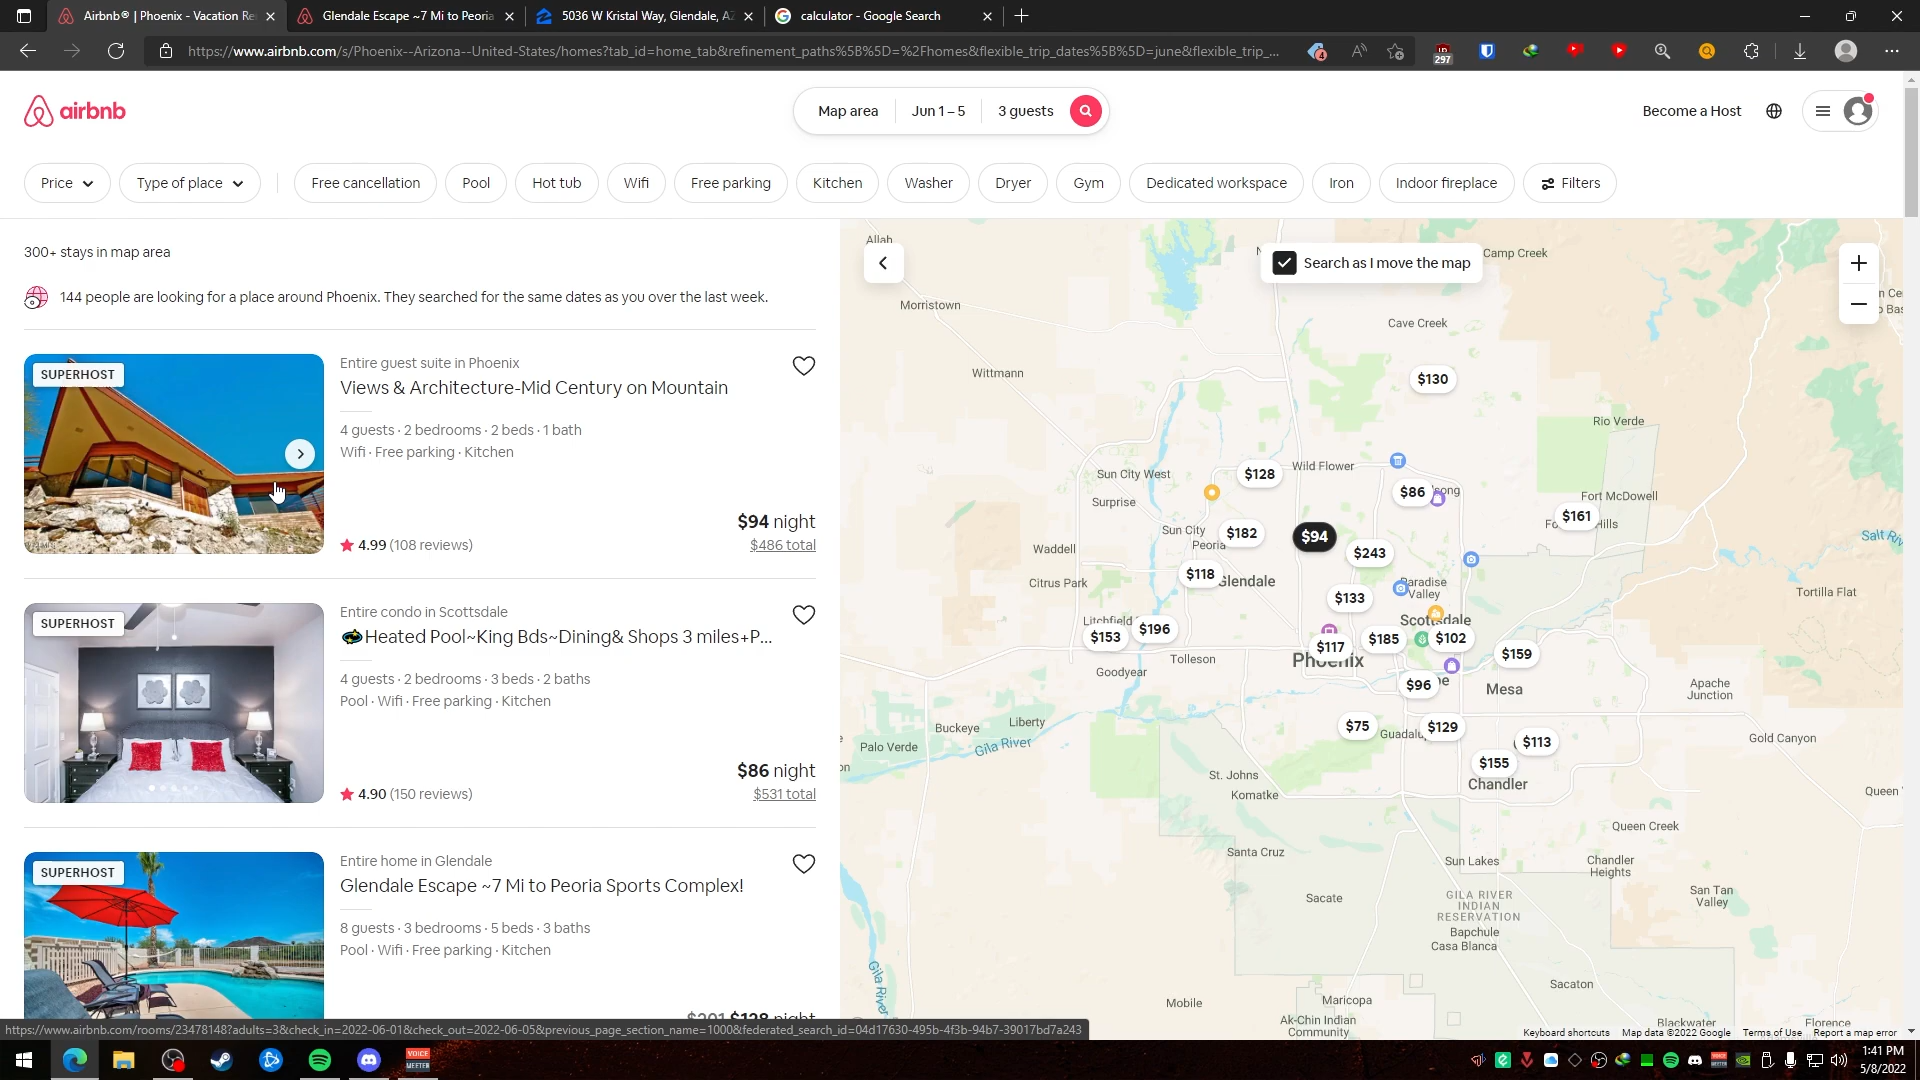 Airbnb® | Phoenix - Vacation Re
Glendale Escape ~7 Mi to Peoria
5036 W Kristal Way, Glendale, AZ
calculator - Google Search
https://www.airbnb.com/s/Phoenix--Arizona--United-States/homes?tab_id=home_tab&refinement_paths%5B%5D=%2Fhomes&flexible_trip_dates%5B%5D=june&flexible_trip_...
4
297
airbnb
Map area
Jun 1 – 5
3 guests
Become a Host
Price
Type of place
Free cancellation
Pool
Hot tub
Wifi
Free parking
Kitchen
Washer
Dryer
Gym
Dedicated workspace
Iron
Indoor fireplace
Filters
300+ stays in map area
144 people are looking for a place around Phoenix. They searched for the same dates as you over the last week.
SUPERHOST
Entire guest suite in Phoenix
Views & Architecture-Mid Century on Mountain
4 guests · 2 bedrooms · 2 beds · 1 bath
Wifi · Free parking · Kitchen
$94 night
4.99 (108 reviews)
$486 total
SUPERHOST
Entire condo in Scottsdale
Heated Pool~King Bds~Dining& Shops 3 miles+P...
4 guests · 2 bedrooms · 3 beds · 2 baths
Pool · Wifi · Free parking · Kitchen
$86 night
4.90 (150 reviews)
$531 total
SUPERHOST
Entire home in Glendale
Glendale Escape ~7 Mi to Peoria Sports Complex!
8 guests · 3 bedrooms · 5 beds · 3 baths
Pool · Wifi · Free parking · Kitchen
$201 $128 night
https://www.airbnb.com/rooms/23478148?adults=3&check_in=2022-06-01&check_out=2022-06-05&previous_page_section_name=1000&federated_search_id=04d17630-495b-4f3b-94b7-39017bd7a243
Allah
Search as I move the map
Camp Creek
Morristown
Cave Creek
Wittmann
$130
Rio Verde
Sun City West
$128
Wild Flower
Surprise
$86
Fort McDowell
$161
Sun City
Peoria
$182
$94
$243
Salt Riv
Waddell
Citrus Park
$118
Glendale
Paradise
Valley
Tortilla Flat
$133
Scottsdale
Litchfield
$153
$196
$117
$185
$102
Phoenix
$159
Tolleson
Goodyear
$96
Mesa
Apache
Junction
Buckeye
Liberty
$75
Guadalu
$129
$113
Palo Verde
Gila River
Gold Canyon
$155
Chandler
St. Johns
Komatke
Queen
Queen Creek
Santa Cruz
Sun Lakes
Chandler
Heights
Sacate
GILA RIVER
INDIAN
RESERVATION
San Tan
Valley
Bapchule
Casa Blanca
Gila River
Sacaton
Mobile
Maricopa
Ak-Chin Indian
Community
Blackwater
Florence
Keyboard shortcuts
Map data ©2022 Google
Terms of Use
Report a map error
VOICE
MEETER
1:41 PM
5/8/2022